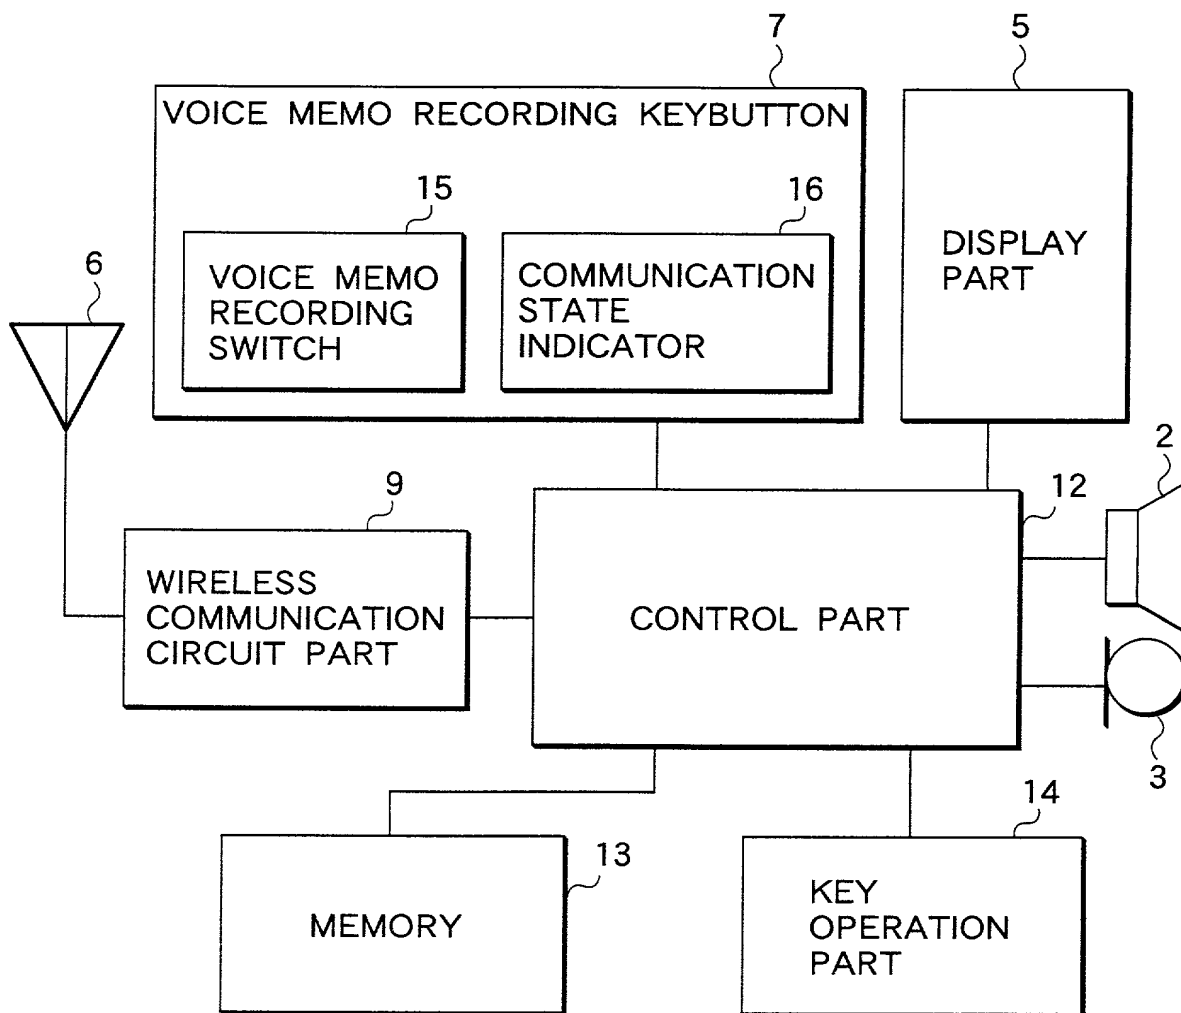 7
5
VOICE MEMO RECORDING KEYBUTTON
15
16
6
VOICE MEMO
RECORDING
SWITCH
COMMUNICATION
STATE
INDICATOR
DISPLAY
PART
2
9
12
WIRELESS
COMMUNICATION
CIRCUIT PART
CONTROL PART
3
14
13
MEMORY
KEY
OPERATION
PART